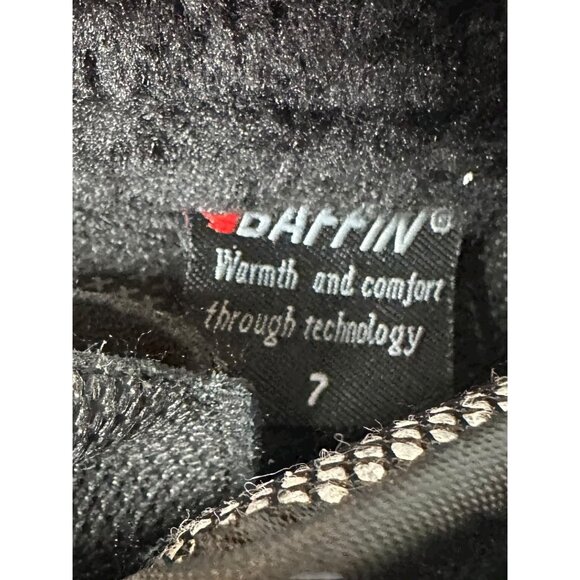 BAFFIN®
Warmth and comfort
through technology
7